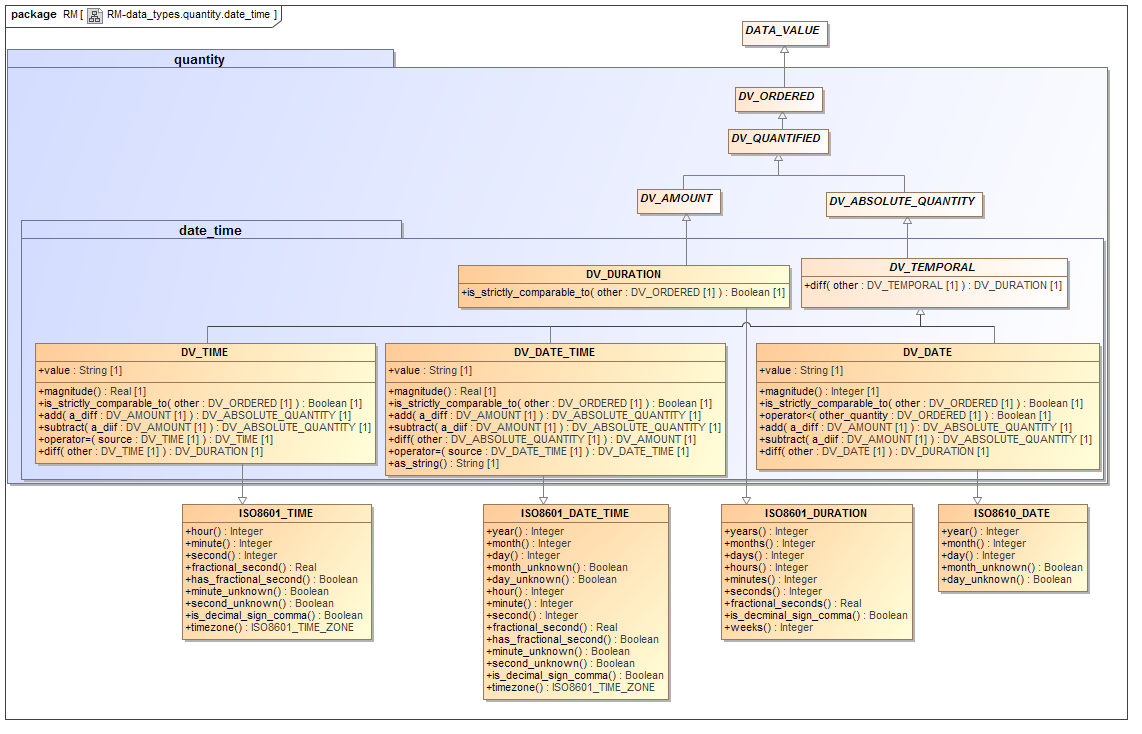 package RM [ RM-data_types.quantity.date_time ]
DATA_VALUE
quantity
DV_ORDERED
DV_QUANTIFIED
DV_AMOUNT
DV_ABSOLUTE_QUANTITY
date_time
DV_DURATION
+is_strictly_comparable_to( other : DV_ORDERED [1] ) : Boolean [1]
DV_TEMPORAL
+diff( other : DV_TEMPORAL [1] ) : DV_DURATION [1]
DV_TIME
+value : String [1]
+magnitude() : Real [1]
+is_strictly_comparable_to( other : DV_ORDERED [1] ) : Boolean [1]
+add( a_diff : DV_AMOUNT [1] ) : DV_ABSOLUTE_QUANTITY [1]
+subtract( a_diif : DV_AMOUNT [1] ) : DV_ABSOLUTE_QUANTITY [1]
+operator=( source : DV_TIME [1] ) : DV_TIME [1]
+diff( other : DV_TIME [1] ) : DV_DURATION [1]
DV_DATE_TIME
+value : String [1]
+magnitude() : Real [1]
+is_strictly_comparable_to( other : DV_ORDERED [1] ) : Boolean [1]
+add( a_diff : DV_AMOUNT [1] ) : DV_ABSOLUTE_QUANTITY [1]
+subtract( a_diif : DV_AMOUNT [1] ) : DV_ABSOLUTE_QUANTITY [1]
+diff( other : DV_ABSOLUTE_QUANTITY [1] ) : DV_AMOUNT [1]
+operator=( source : DV_DATE_TIME [1] ) : DV_DATE_TIME [1]
+as_string() : String [1]
DV_DATE
+value : String [1]
+magnitude() : Integer [1]
+is_strictly_comparable_to( other : DV_ORDERED [1] ) : Boolean [1]
+operator<( other_quantity : DV_ORDERED [1] ) : Boolean [1]
+add( a_diff : DV_AMOUNT [1] ) : DV_ABSOLUTE_QUANTITY [1]
+subtract( a_diif : DV_AMOUNT [1] ) : DV_ABSOLUTE_QUANTITY [1]
+diff( other : DV_DATE [1] ) : DV_DURATION [1]
ISO8601_TIME
+hour() : Integer
+minute() : Integer
+second() : Integer
+fractional_second() : Real
+has_fractional_second() : Boolean
+minute_unknown() : Boolean
+second_unknown() : Boolean
+is_decimal_sign_comma() : Boolean
+timezone() : ISO8601_TIME_ZONE
ISO8601_DATE_TIME
+year() : Integer
+month() : Integer
+day() : Integer
+month_unknown() : Boolean
+day_unknown() : Boolean
+hour() : Integer
+minute() : Integer
+second() : Integer
+fractional_second() : Real
+has_fractional_second() : Boolean
+minute_unknown() : Boolean
+second_unknown() : Boolean
+is_decimal_sign_comma() : Boolean
+timezone() : ISO8601_TIME_ZONE
ISO8601_DURATION
+years() : Integer
+months() : Integer
+days() : Integer
+hours() : Integer
+minutes() : Integer
+seconds() : Integer
+fractional_seconds() : Real
+is_decminal_sign_comma() : Boolean
+weeks() : Integer
ISO8610_DATE
+year() : Integer
+month() : Integer
+day() : Integer
+month_unknown() : Boolean
+day_unknown() : Boolean